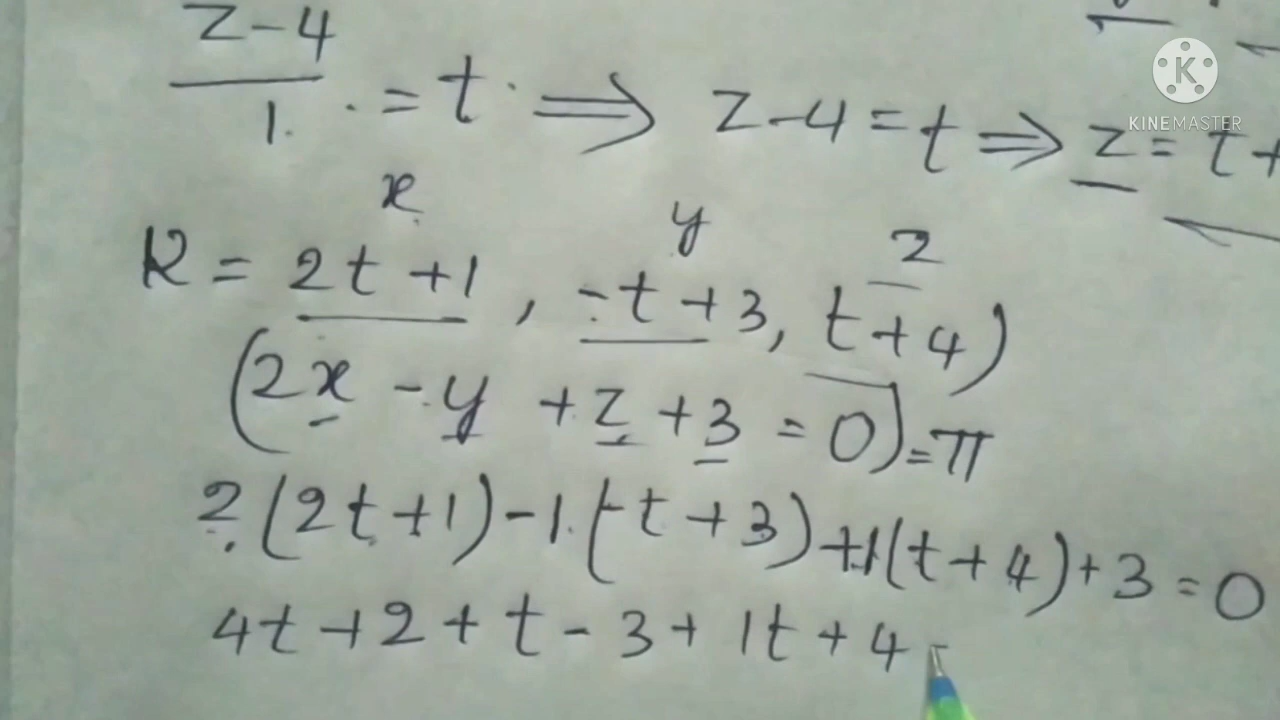 z-4
/1. = t ⟹ z-4 = t ⟹ z = t+
KINEMASTER
x y z
R = 2t+1, -t+3, t+4)
(2x - y + z + 3 = 0) = π
2(2t+1) - 1(-t+3) + 1(t+4) + 3 = 0
4t + 2 + t - 3 + 1t + 4